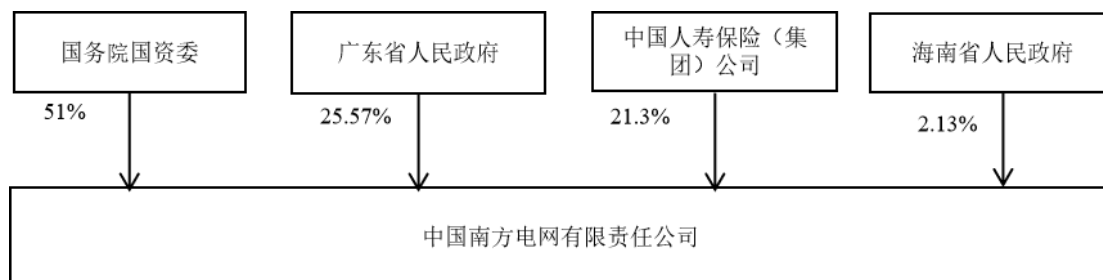 国务院国资委
广东省人民政府
中国人寿保险（集
团）公司
海南省人民政府
51%
25.57%
21.3%
2.13%
中国南方电网有限责任公司